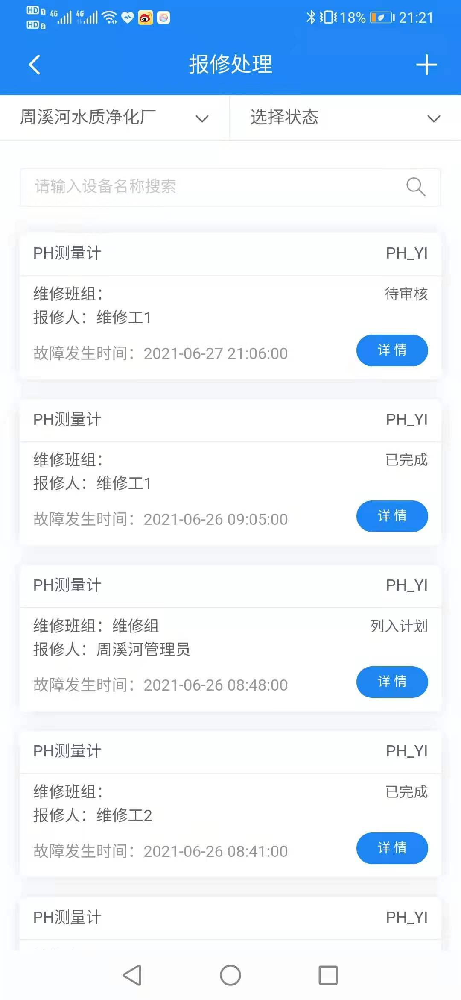 HD 1 4G 4G 18% 21:21
HD 2
报修处理
周溪河水质净化厂 选择状态
请输入设备名称搜索
PH测量计 PH_YI
维修班组： 待审核
报修人：维修工1
故障发生时间：2021-06-27 21:06:00 详情
PH测量计 PH_YI
维修班组： 已完成
报修人：维修工1
故障发生时间：2021-06-26 09:05:00 详情
PH测量计 PH_YI
维修班组：维修组 列入计划
报修人：周溪河管理员
故障发生时间：2021-06-26 08:48:00 详情
PH测量计 PH_YI
维修班组： 已完成
报修人：维修工2
故障发生时间：2021-06-26 08:41:00 详情
PH测量计 PH_YI